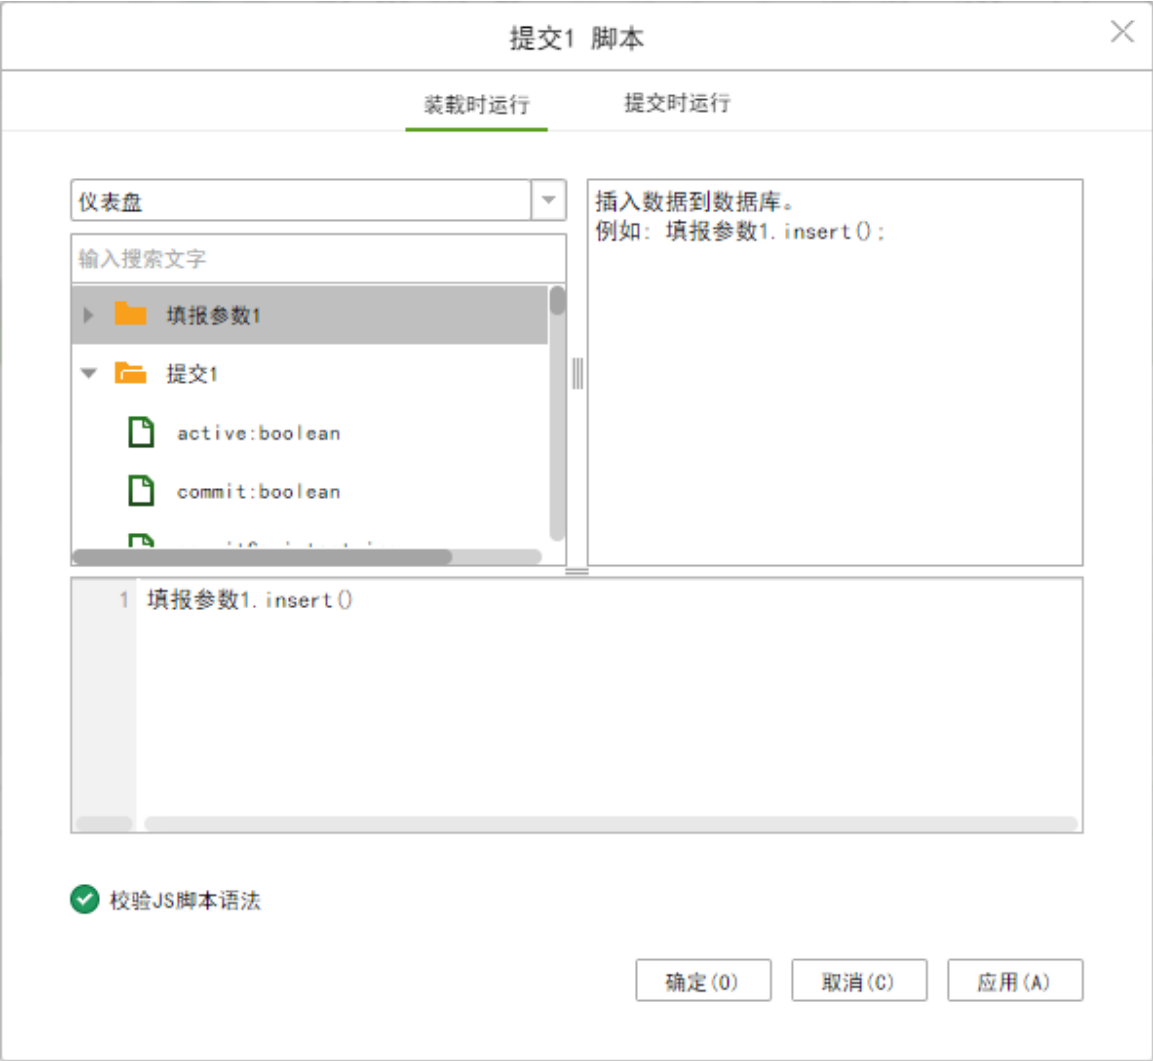 提交1 脚本
装载时运行
提交时运行
仪表盘
输入搜索文字
填报参数1
提交1
active:boolean
commit:boolean
插入数据到数据库。
例如: 填报参数1.insert();
1 填报参数1.insert()
校验JS脚本语法
确定(O)
取消(C)
应用(A)